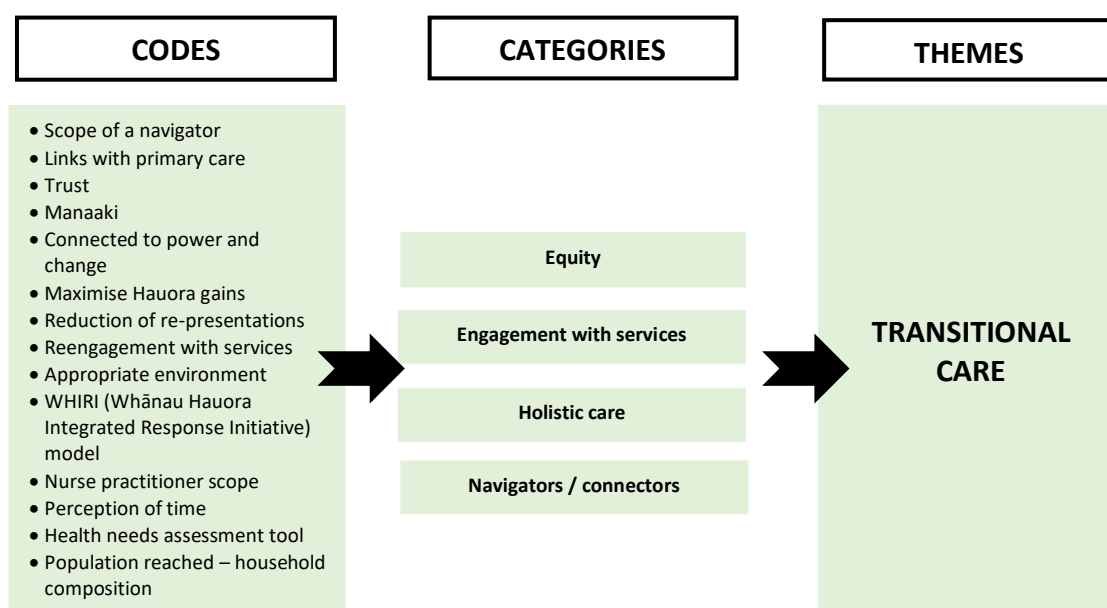 CODES
CATEGORIES
THEMES
• Scope of a navigator
• Links with primary care
• Trust
• Manaaki
• Connected to power and
change
• Maximise Hauora gains
• Reduction of re-presentations
• Reengagement with services
• Appropriate environment
• WHIRI (Whānau Hauora
Integrated Response Initiative)
model
• Nurse practitioner scope
• Perception of time
• Health needs assessment tool
• Population reached – household
composition
Equity
Engagement with services
Holistic care
Navigators / connectors
TRANSITIONAL
CARE